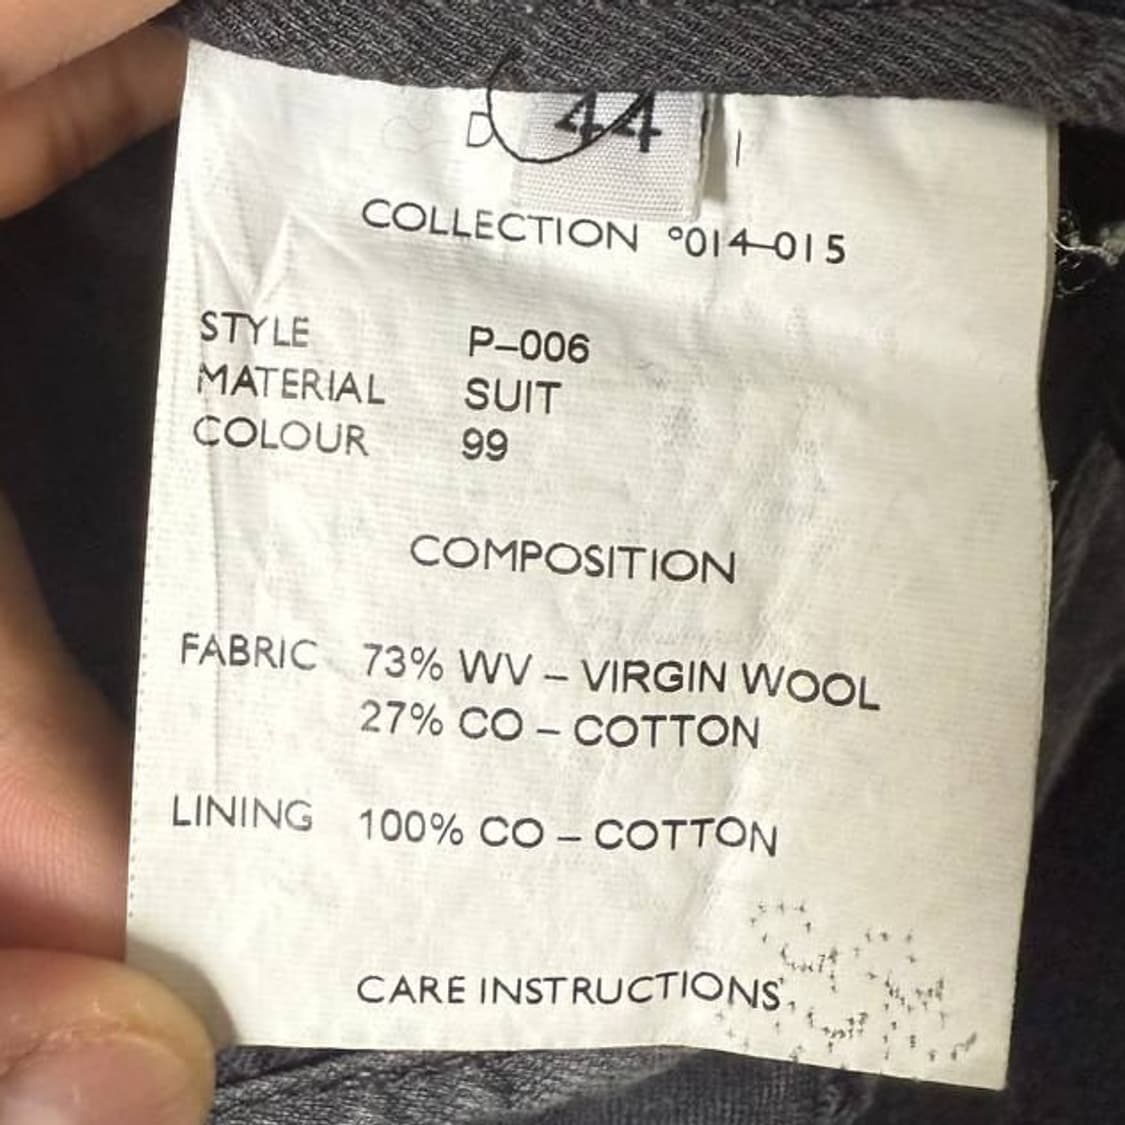 44
COLLECTION °014-015
STYLE P-006
MATERIAL SUIT
COLOUR 99
COMPOSITION
FABRIC 73% WV - VIRGIN WOOL
27% CO - COTTON
LINING 100% CO - COTTON
CARE INSTRUCTIONS